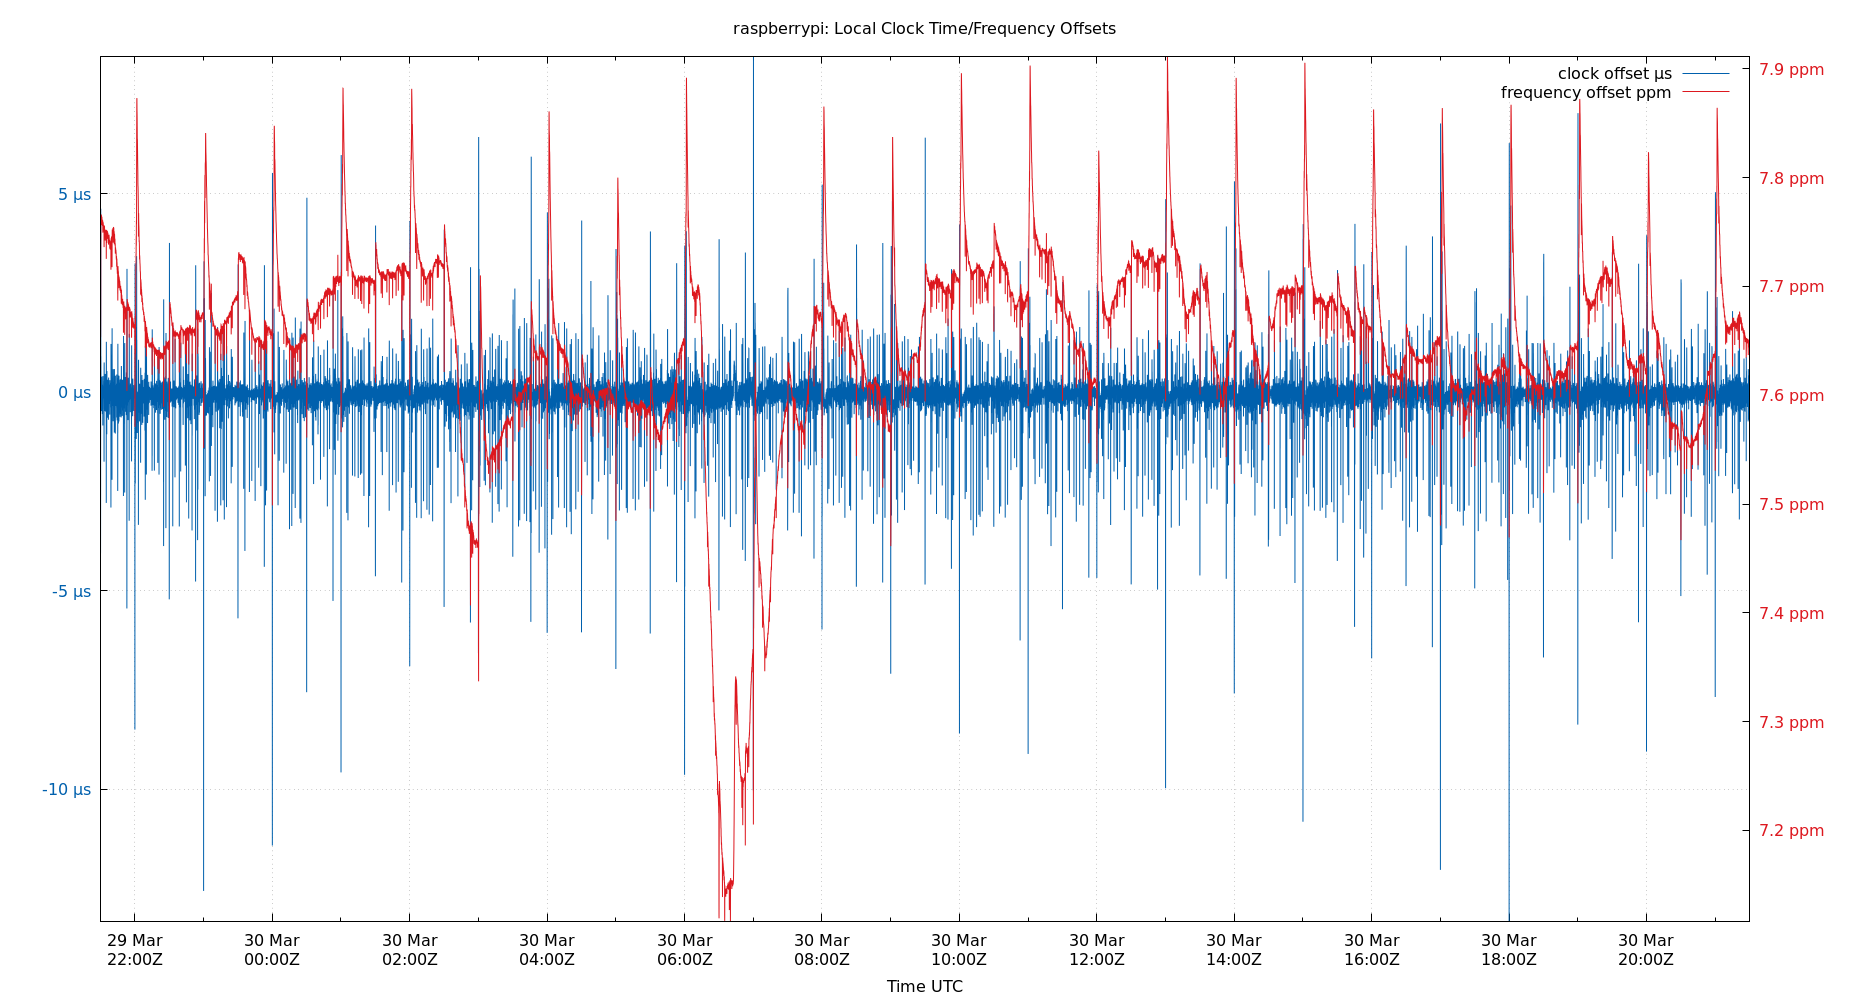 raspberrypi: Local Clock Time/Frequency Offsets
clock offset µs
frequency offset ppm
5 µs
0 µs
-5 µs
-10 µs
7.9 ppm
7.8 ppm
7.7 ppm
7.6 ppm
7.5 ppm
7.4 ppm
7.3 ppm
7.2 ppm
29 Mar 30 Mar 30 Mar 30 Mar 30 Mar 30 Mar 30 Mar 30 Mar 30 Mar 30 Mar 30 Mar 30 Mar
22:00Z 00:00Z 02:00Z 04:00Z 06:00Z 08:00Z 10:00Z 12:00Z 14:00Z 16:00Z 18:00Z 20:00Z
Time UTC